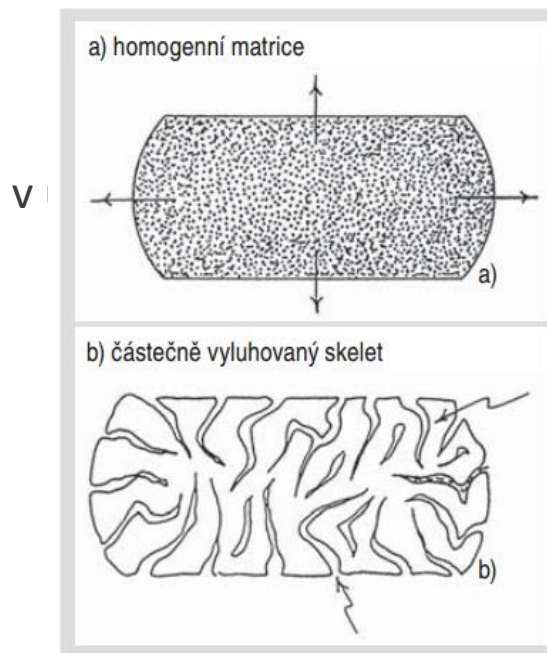 a) homogenní matrice
v
a)
b) částečně vyluhovaný skelet
b)